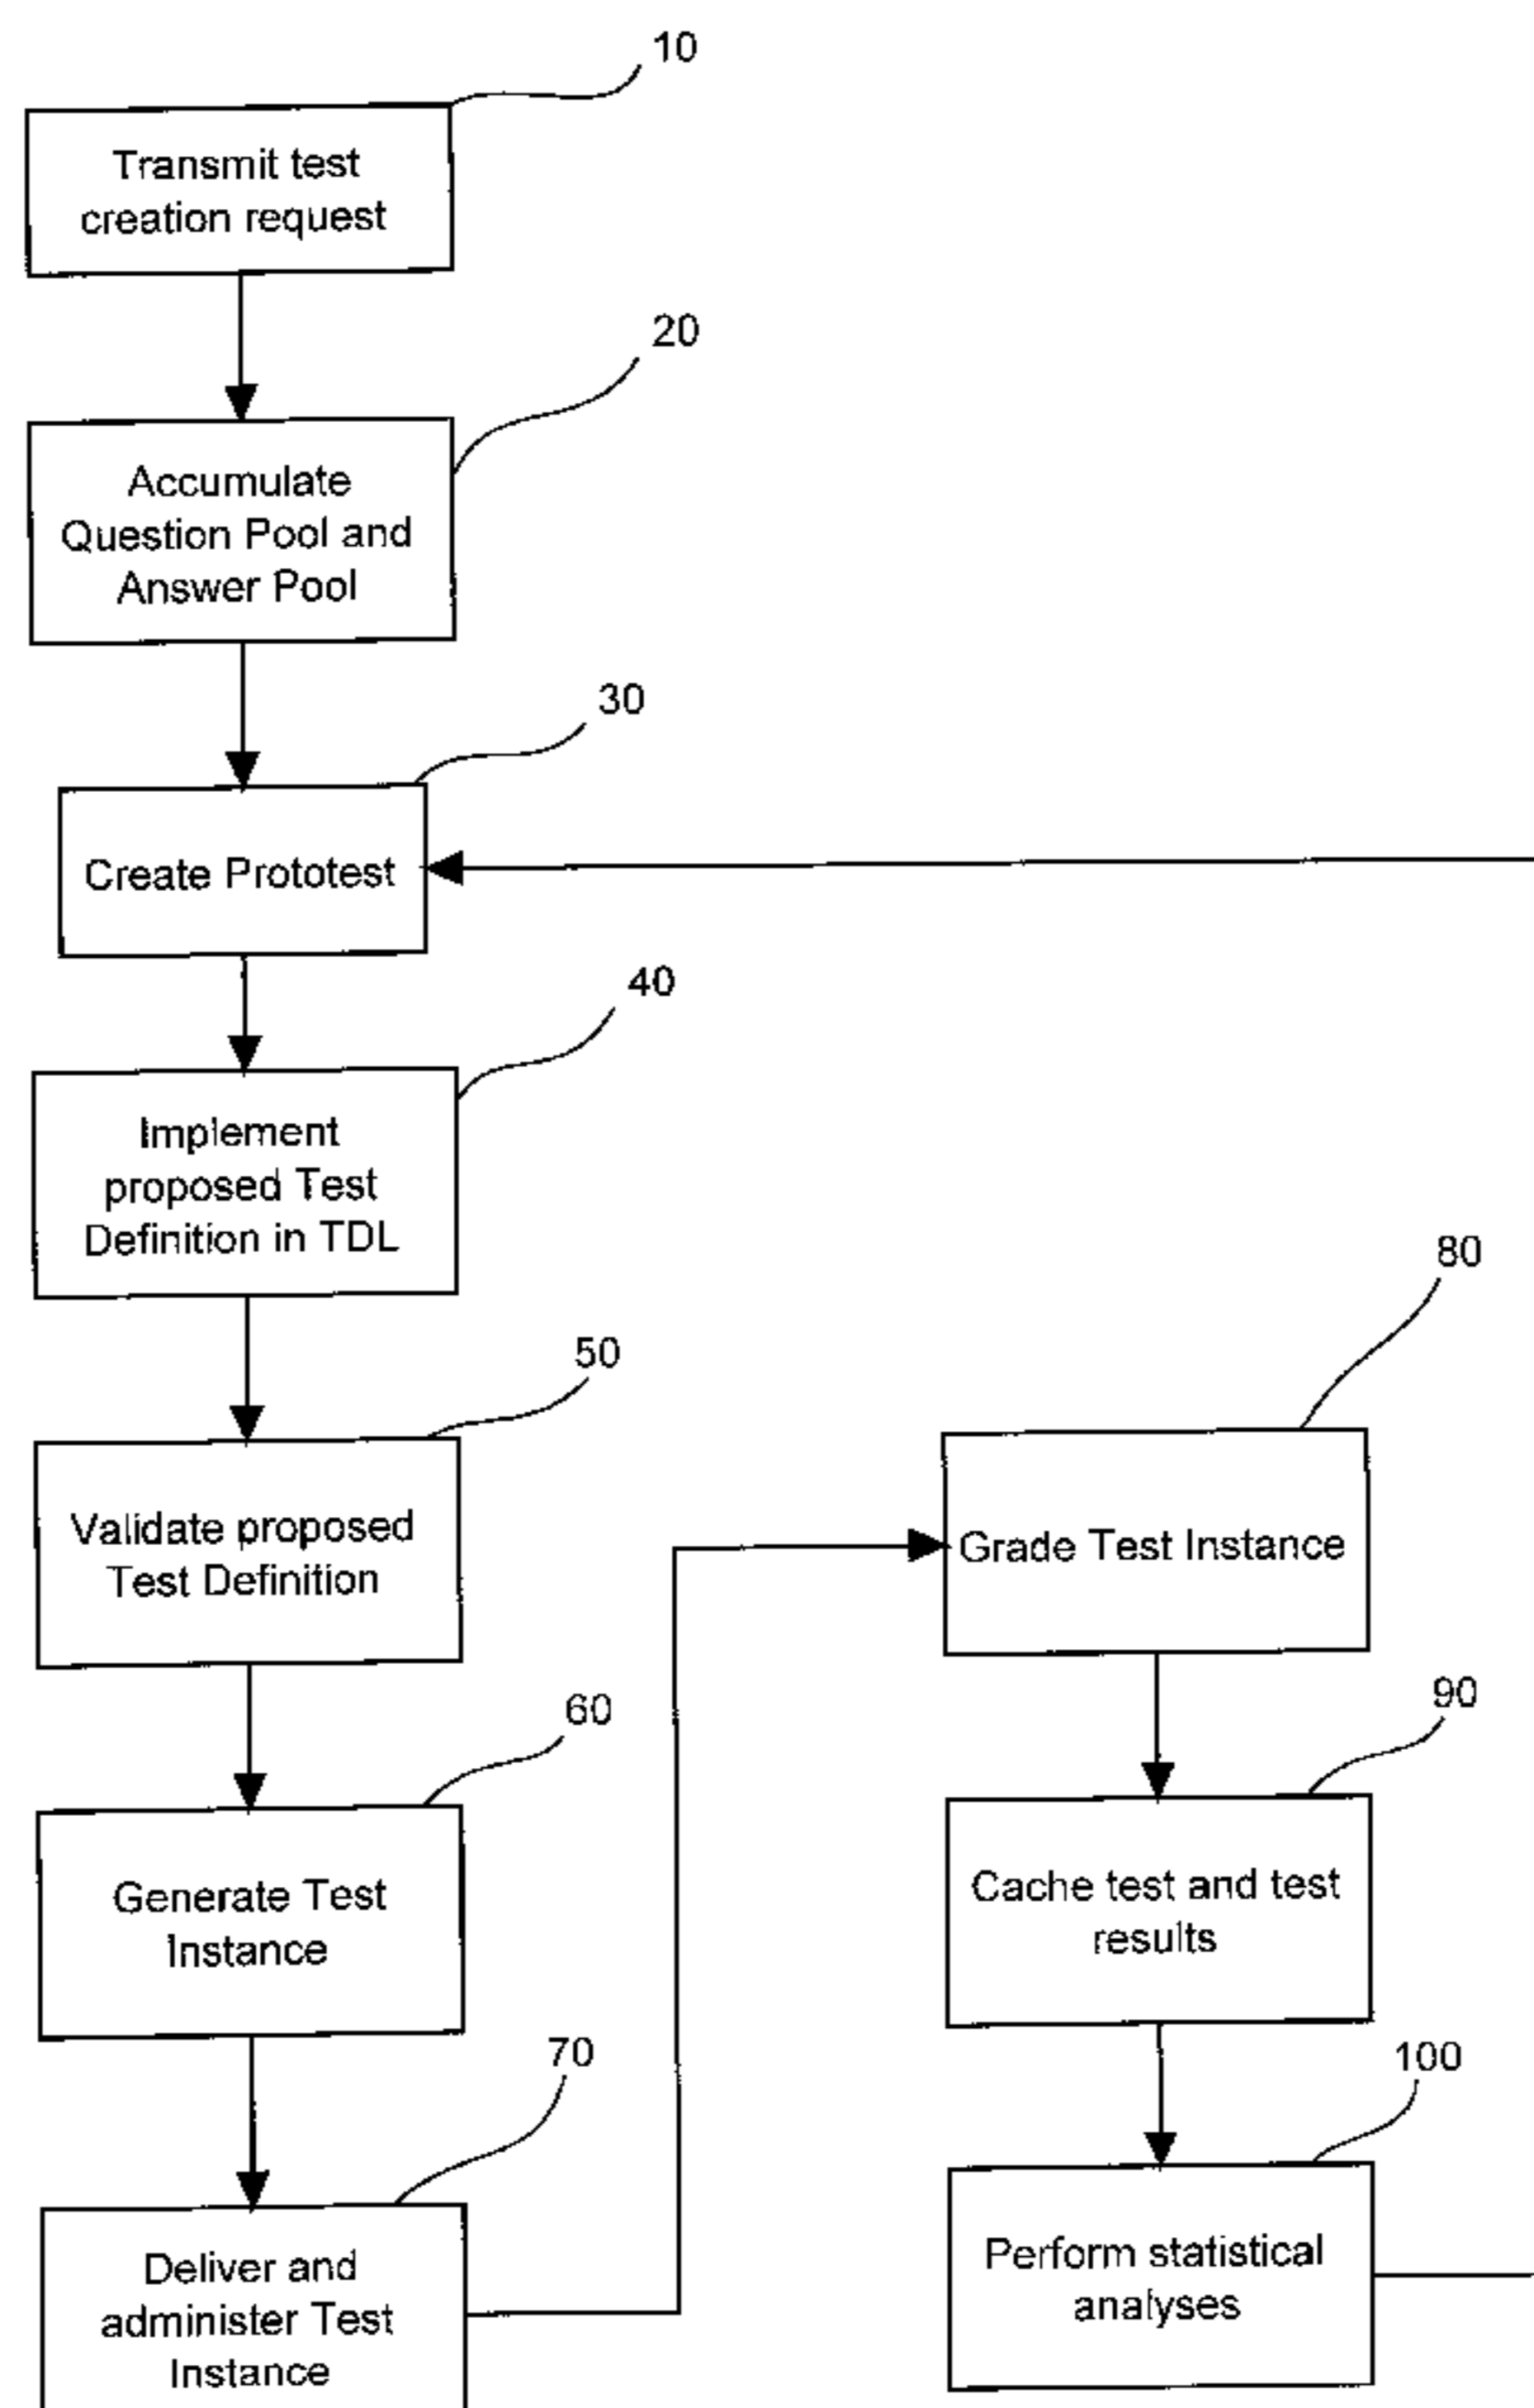 10
Transmit test
creation request
20
Accumulate
Question Pool and
Answer Pool
30
Create Prototest
40
Implement
proposed Test
Definition in TDL
50
Validate proposed
Test Definition
60
Generate Test
Instance
70
Deliver and
administer Test
Instance
80
Grade Test Instance
90
Cache test and test
results
100
Perform statistical
analyses